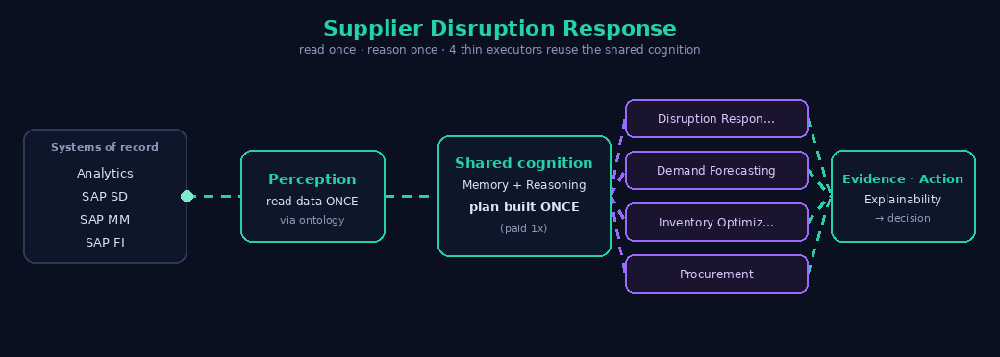 Supplier Disruption Response
read once · reason once · 4 thin executors reuse the shared cognition
Systems of record
Analytics
SAP SD
SAP MM
SAP FI
Perception
read data ONCE
via ontology
Shared cognition
Memory + Reasoning
plan built ONCE
(paid 1x)
Disruption Respon...
Demand Forecasting
Inventory Optimiz...
Procurement
Evidence · Action
Explainability
→ decision